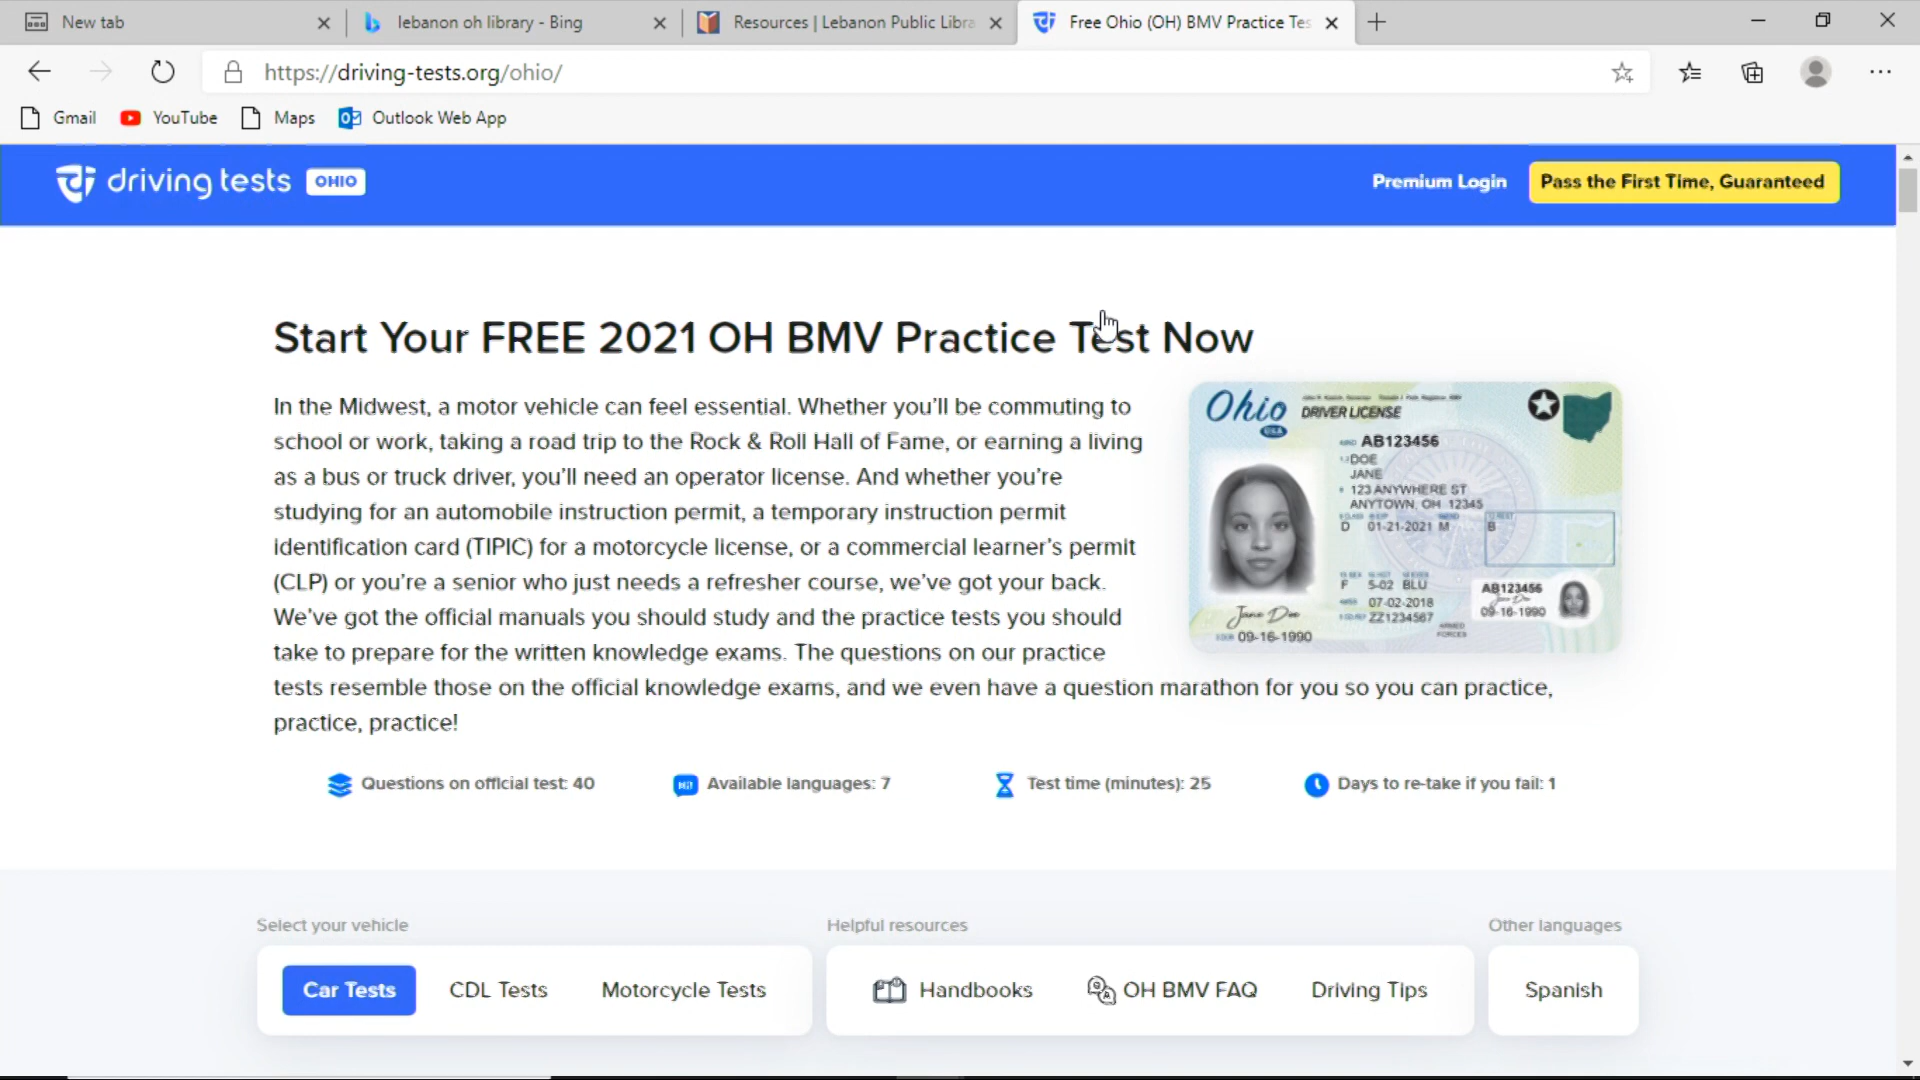 New tab
lebanon oh library - Bing
Resources | Lebanon Public Libra
Free Ohio (OH) BMV Practice Tes
https://driving-tests.org/ohio/
Gmail
YouTube
Maps
Outlook Web App
driving tests OHIO
Premium Login
Pass the First Time, Guaranteed
Start Your FREE 2021 OH BMV Practice Test Now
In the Midwest, a motor vehicle can feel essential. Whether you'll be commuting to
school or work, taking a road trip to the Rock & Roll Hall of Fame, or earning a living
as a bus or truck driver, you'll need an operator license. And whether you're
studying for an automobile instruction permit, a temporary instruction permit
identification card (TIPIC) for a motorcycle license, or a commercial learner's permit
(CLP) or you're a senior who just needs a refresher course, we've got your back.
We've got the official manuals you should study and the practice tests you should
take to prepare for the written knowledge exams. The questions on our practice
tests resemble those on the official knowledge exams, and we even have a question marathon for you so you can practice,
practice, practice!
Ohio
USA
DRIVER LICENSE
AB123456
DOE
JANE
123 ANYWHERE ST
ANYTOWN, OH 12345
D 01-21-2021 M B
F 5-02 BLU
07-02-2018
ZZ1234567
ARMED
FORCES
AB123456
Jane Doe
09-16-1990
Jane Doe
09-16-1990
Questions on official test: 40
Available languages: 7
Test time (minutes): 25
Days to re-take if you fail: 1
Select your vehicle
Helpful resources
Other languages
Car Tests
CDL Tests
Motorcycle Tests
Handbooks
OH BMV FAQ
Driving Tips
Spanish